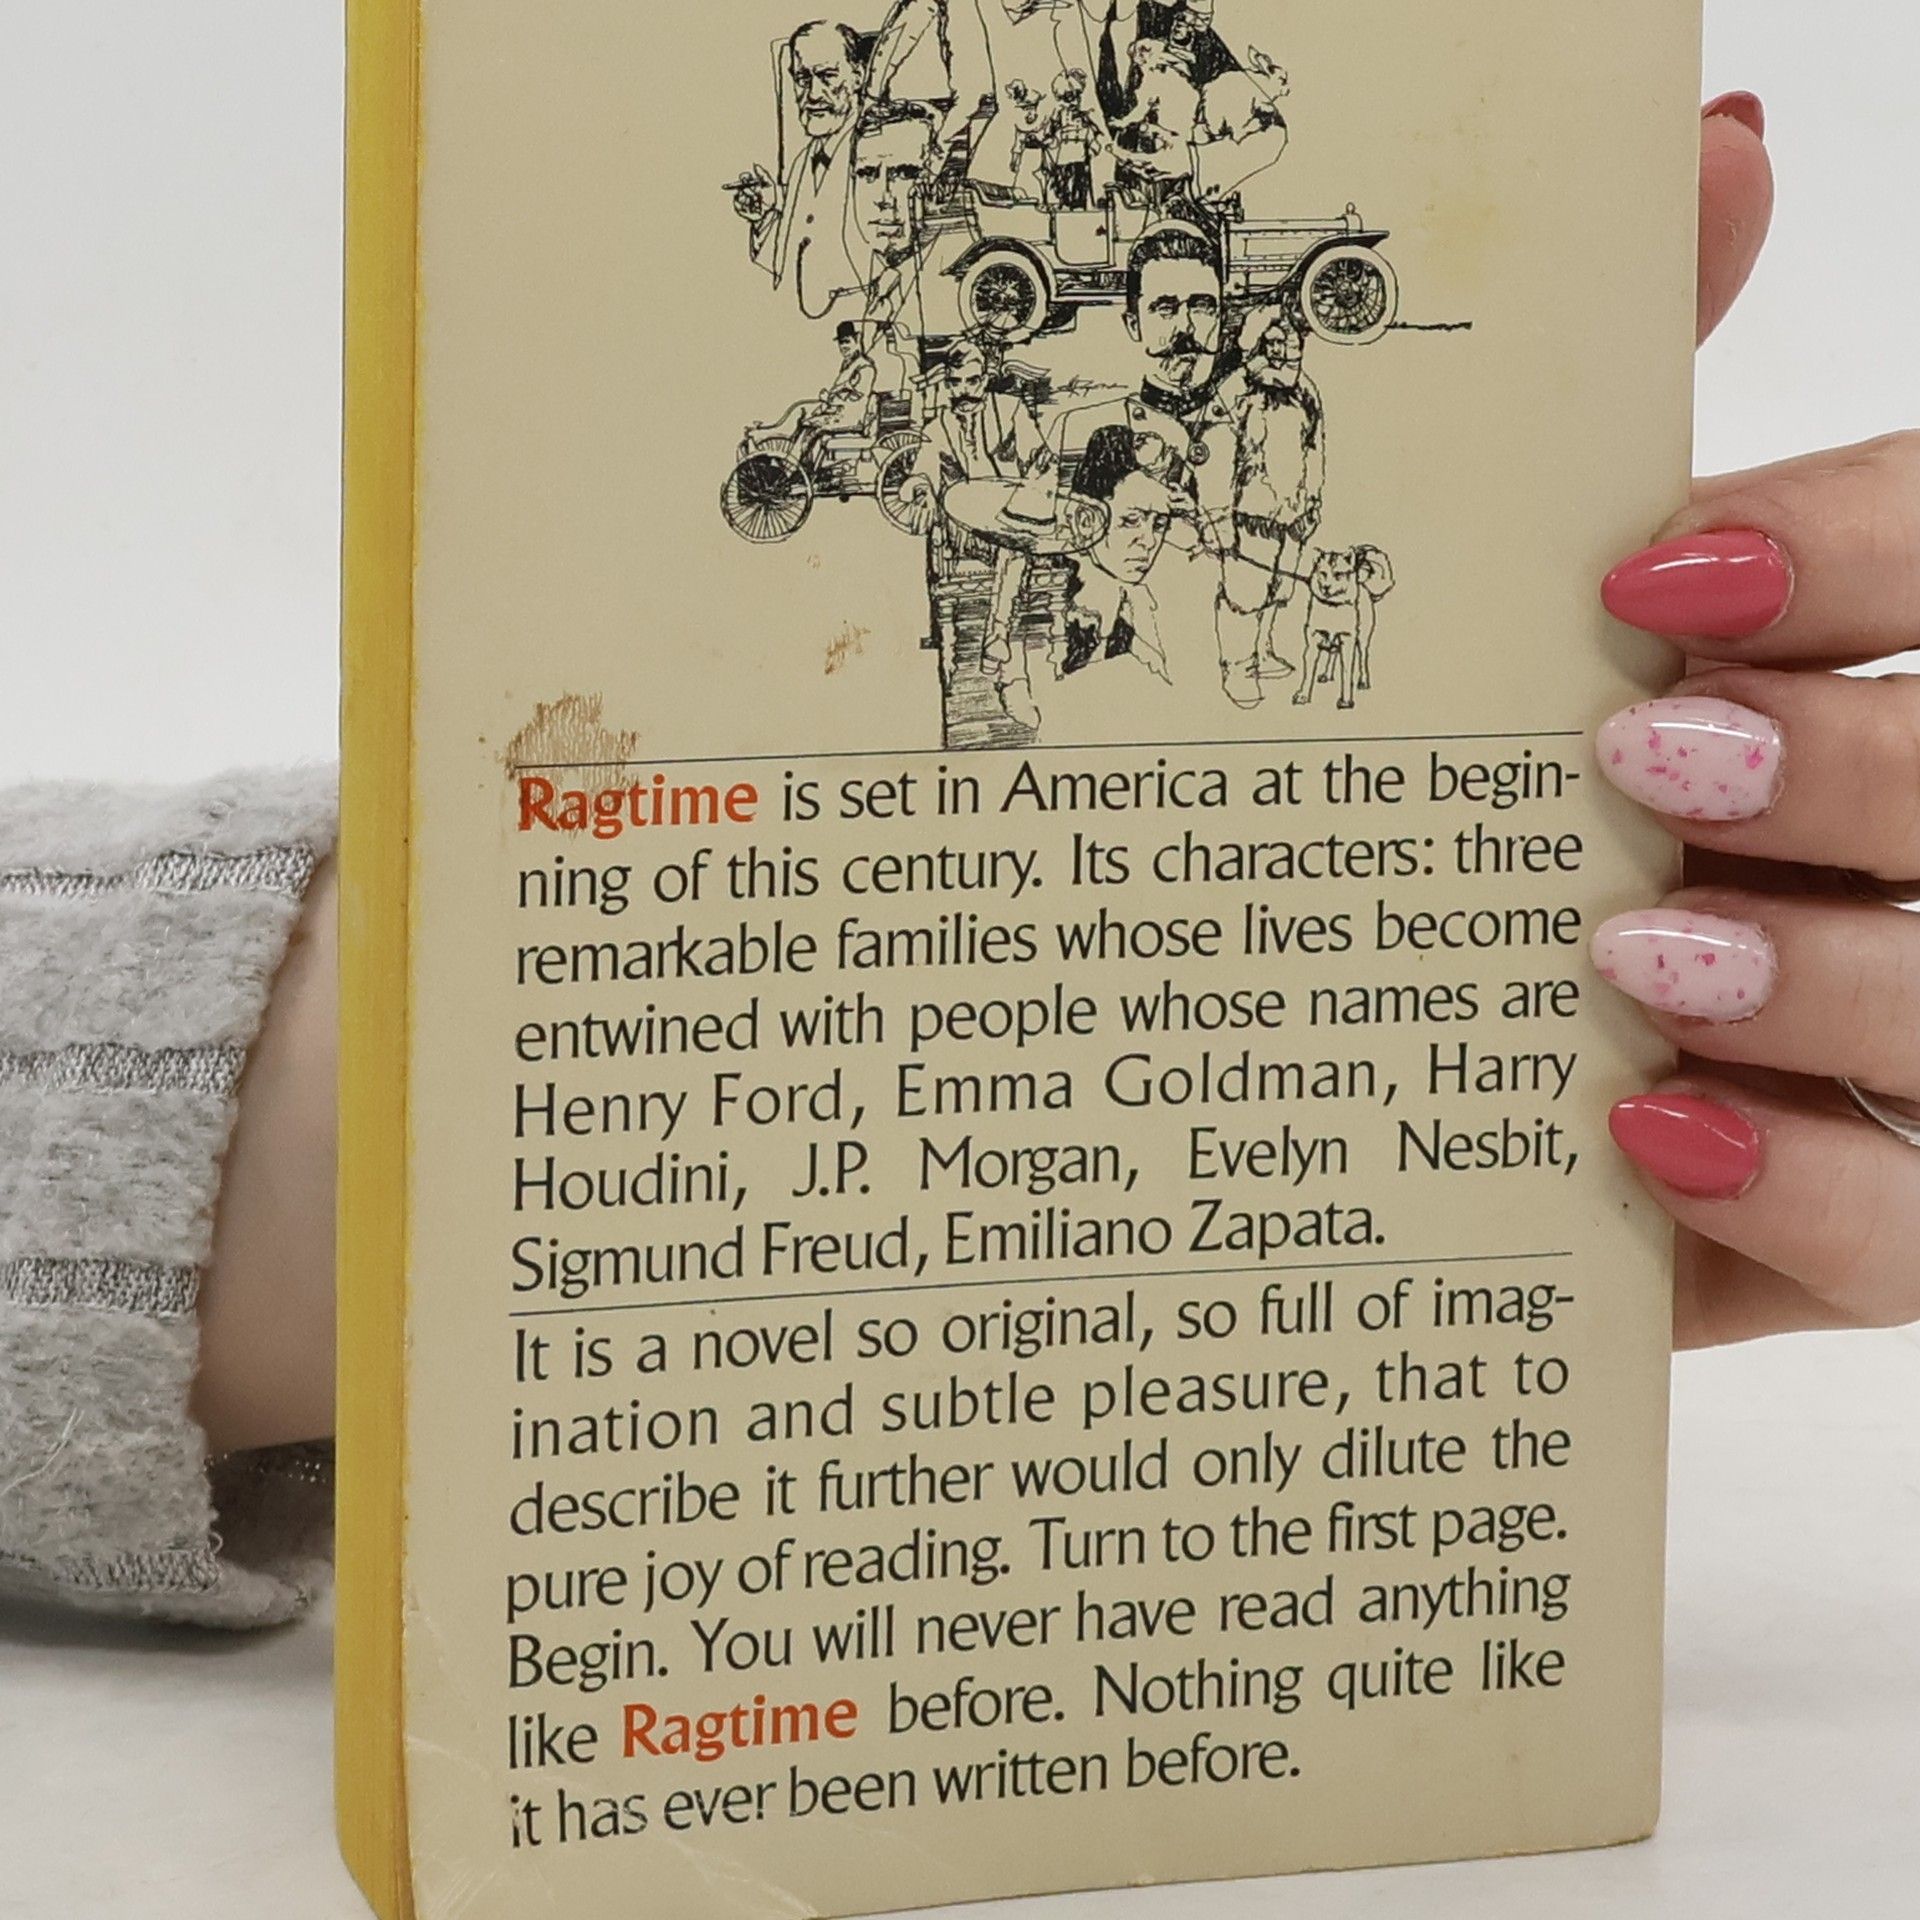 Ragtime is set in America at the begin-
ning of this century. Its characters: three
remarkable families whose lives become
entwined with people whose names are
Henry Ford, Emma Goldman, Harry
Houdini, J.P. Morgan, Evelyn Nesbit,
Sigmund Freud, Emiliano Zapata.
It is a novel so original, so full of imag-
ination and subtle pleasure, that to
describe it further would only dilute the
pure joy of reading. Turn to the first page.
Begin. You will never have read anything
like Ragtime before. Nothing quite like
it has ever been written before.